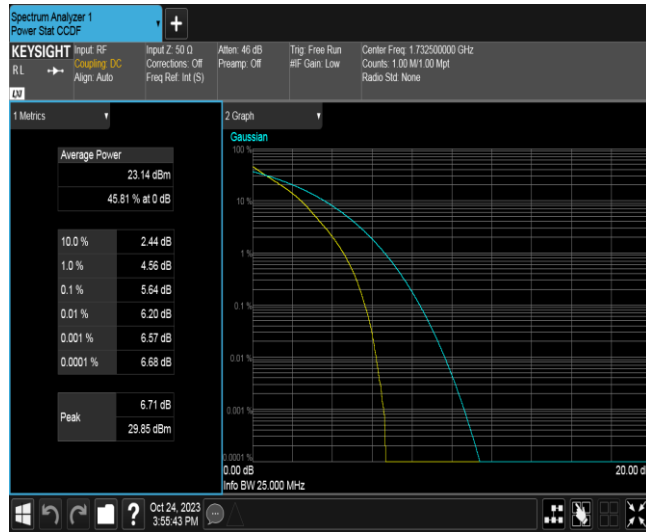 Spectrum Analyzer 1
Power Stat CCDF
+
KEYSIGHT
RL
LXI
Input: RF
Coupling: DC
Align: Auto
Input Z: 50 Ω
Corrections: Off
Freq Ref: Int (S)
Atten: 46 dB
Preamp: Off
Trig: Free Run
#IF Gain: Low
Center Freq: 1.732500000 GHz
Counts: 1.00 M/1.00 Mpt
Radio Std: None
1 Metrics
Average Power
23.14 dBm
45.81 % at 0 dB
10.0 % 2.44 dB
1.0 % 4.56 dB
0.1 % 5.64 dB
0.01 % 6.20 dB
0.001 % 6.57 dB
0.0001 % 6.68 dB
Peak
6.71 dB
29.85 dBm
2 Graph
Gaussian
100 %
10 %
1 %
0.1 %
0.01 %
0.001 %
0.0001 %
0.00 dB
20.00 d
Info BW 25.000 MHz
?
Oct 24, 2023
3:55:43 PM